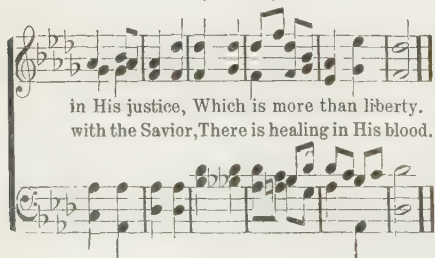 in His justice, Which is more than liberty.
with the Savior,There is healing in His blood.